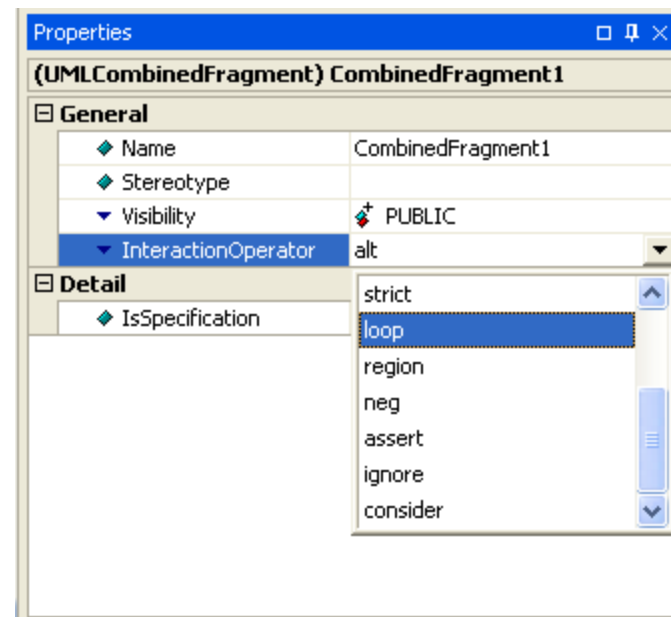 Properties
(UMLCombinedFragment) CombinedFragment1
General
Name CombinedFragment1
Stereotype
Visibility PUBLIC
InteractionOperator alt
Detail
IsSpecification
strict
loop
region
neg
assert
ignore
consider